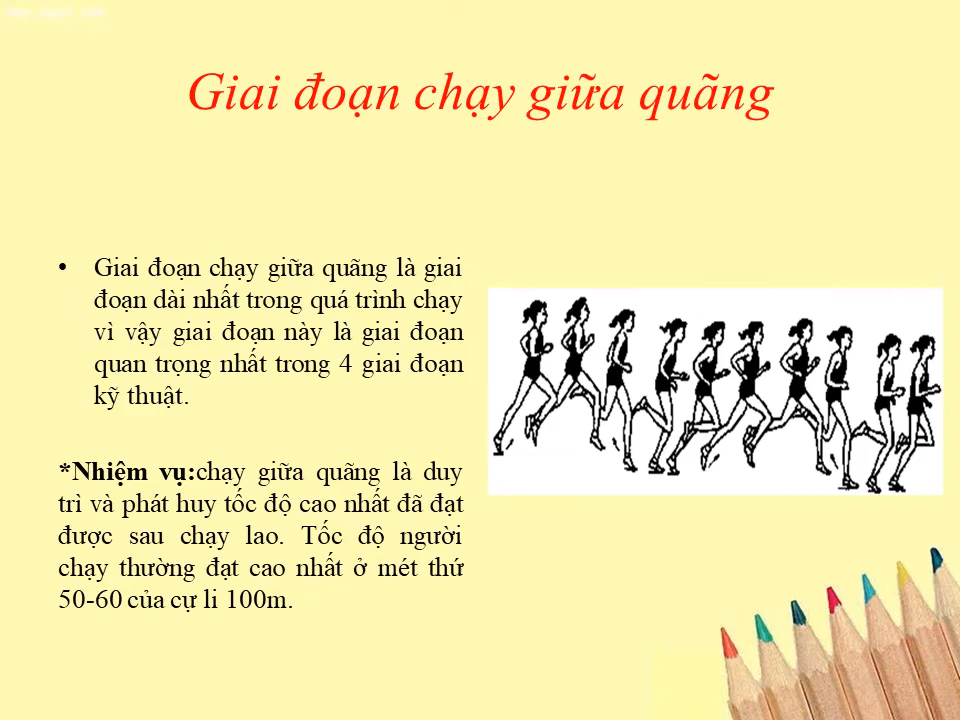 Giai đoạn chạy giữa quãng
• Giai đoạn chạy giữa quãng là giai
đoạn dài nhất trong quá trình chạy
vì vậy giai đoạn này là giai đoạn
quan trọng nhất trong 4 giai đoạn
kỹ thuật.
*Nhiệm vụ:chạy giữa quãng là duy
trì và phát huy tốc độ cao nhất đã đạt
được sau chạy lao. Tốc độ người
chạy thường đạt cao nhất ở mét thứ
50-60 của cự li 100m.